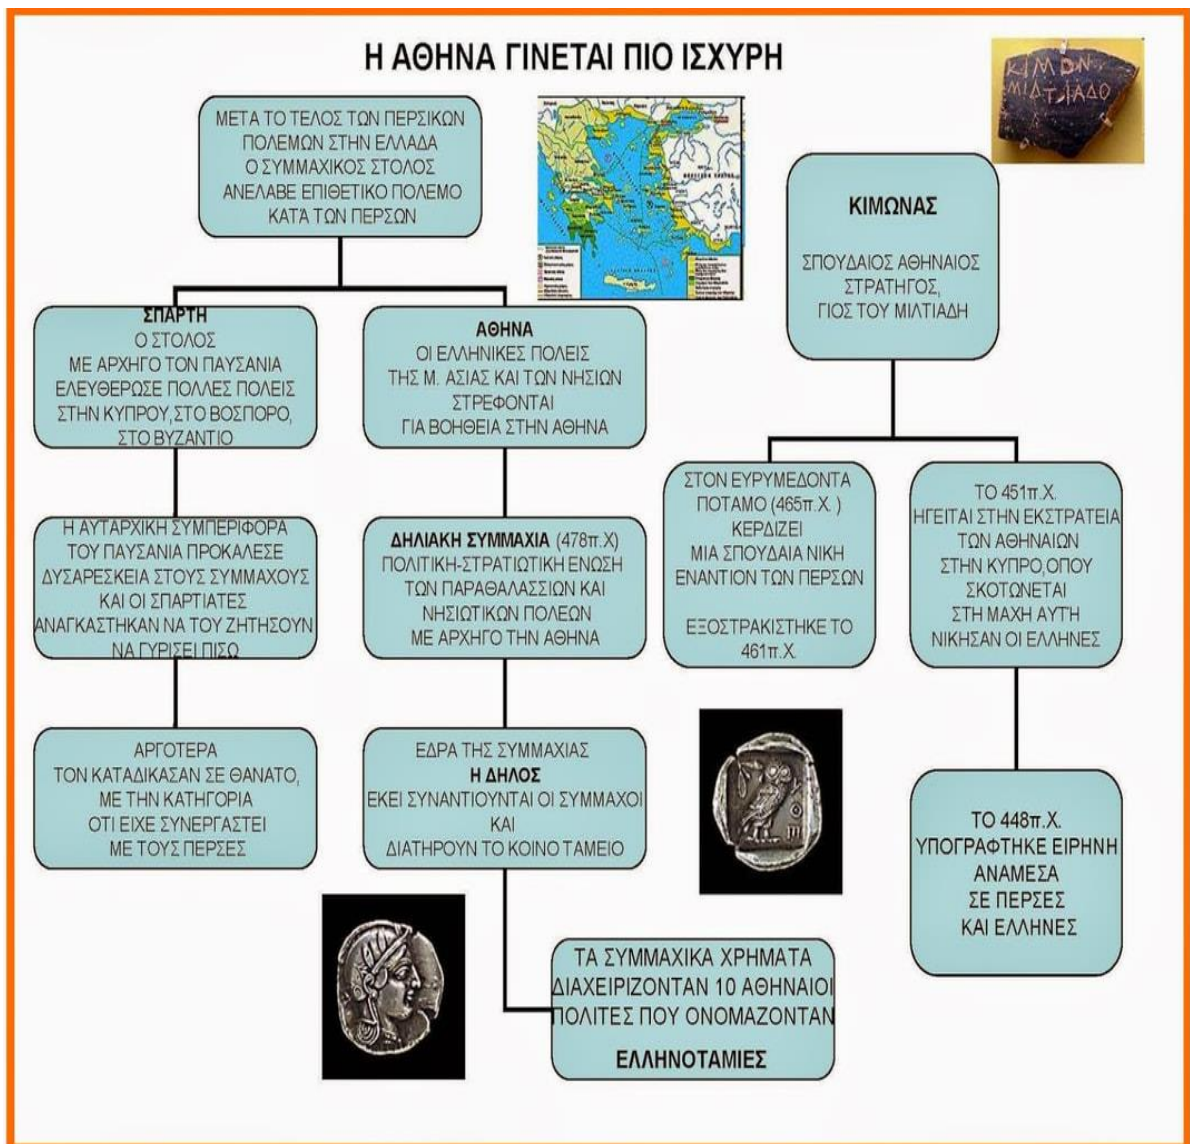 Η ΑΘΗΝΑ ΓΙΝΕΤΑΙ ΠΙΟ ΙΣΧΥΡΗ
ΚΙΜΟΝ
ΜΙΛΤΙΑΔΟ
ΜΕΤΑ ΤΟ ΤΕΛΟΣ ΤΩΝ ΠΕΡΣΙΚΩΝ
ΠΟΛΕΜΩΝ ΣΤΗΝ ΕΛΛΑΔΑ
Ο ΣΥΜΜΑΧΙΚΟΣ ΣΤΟΛΟΣ
ΑΝΕΛΑΒΕ ΕΠΙΘΕΤΙΚΟ ΠΟΛΕΜΟ
ΚΑΤΑ ΤΩΝ ΠΕΡΣΩΝ
ΣΠΑΡΤΗ
Ο ΣΤΟΛΟΣ
ΜΕ ΑΡΧΗΓΟ ΤΟΝ ΠΑΥΣΑΝΙΑ
ΕΛΕΥΘΕΡΩΣΕ ΠΟΛΛΕΣ ΠΟΛΕΙΣ
ΣΤΗΝ ΚΥΠΡΟΥ,ΣΤΟ ΒΟΣΠΟΡΟ,
ΣΤΟ ΒΥΖΑΝΤΙΟ
Η ΑΥΤΑΡΧΙΚΗ ΣΥΜΠΕΡΙΦΟΡΑ
ΤΟΥ ΠΑΥΣΑΝΙΑ ΠΡΟΚΑΛΕΣΕ
ΔΥΣΑΡΕΣΚΕΙΑ ΣΤΟΥΣ ΣΥΜΜΑΧΟΥΣ
ΚΑΙ ΟΙ ΣΠΑΡΤΙΑΤΕΣ
ΑΝΑΓΚΑΣΤΗΚΑΝ ΝΑ ΤΟΥ ΖΗΤΗΣΟΥΝ
ΝΑ ΓΥΡΙΣΕΙ ΠΙΣΩ
ΑΡΓΟΤΕΡΑ
ΤΟΝ ΚΑΤΑΔΙΚΑΣΑΝ ΣΕ ΘΑΝΑΤΟ,
ΜΕ ΤΗΝ ΚΑΤΗΓΟΡΙΑ
ΟΤΙ ΕΙΧΕ ΣΥΝΕΡΓΑΣΤΕΙ
ΜΕ ΤΟΥΣ ΠΕΡΣΕΣ
ΑΘΗΝΑ
ΟΙ ΕΛΛΗΝΙΚΕΣ ΠΟΛΕΙΣ
ΤΗΣ Μ. ΑΣΙΑΣ ΚΑΙ ΤΩΝ ΝΗΣΙΩΝ
ΣΤΡΕΦΟΝΤΑΙ
ΓΙΑ ΒΟΗΘΕΙΑ ΣΤΗΝ ΑΘΗΝΑ
ΔΗΛΙΑΚΗ ΣΥΜΜΑΧΙΑ (478π.Χ)
ΠΟΛΙΤΙΚΗ-ΣΤΡΑΤΙΩΤΙΚΗ ΕΝΩΣΗ
ΤΩΝ ΠΑΡΑΘΑΛΑΣΣΙΩΝ ΚΑΙ
ΝΗΣΙΩΤΙΚΩΝ ΠΟΛΕΩΝ
ΜΕ ΑΡΧΗΓΟ ΤΗΝ ΑΘΗΝΑ
ΕΔΡΑ ΤΗΣ ΣΥΜΜΑΧΙΑΣ
Η ΔΗΛΟΣ
ΕΚΕΙ ΣΥΝΑΝΤΙΟΥΝΤΑΙ ΟΙ ΣΥΜΜΑΧΟΙ
ΚΑΙ
ΔΙΑΤΗΡΟΥΝ ΤΟ ΚΟΙΝΟ ΤΑΜΕΙΟ
ΤΑ ΣΥΜΜΑΧΙΚΑ ΧΡΗΜΑΤΑ
ΔΙΑΧΕΙΡΙΖΟΝΤΑΝ 10 ΑΘΗΝΑΙΟΙ
ΠΟΛΙΤΕΣ ΠΟΥ ΟΝΟΜΑΖΟΝΤΑΝ
ΕΛΛΗΝΟΤΑΜΙΕΣ
ΚΙΜΩΝΑΣ
ΣΠΟΥΔΑΙΟΣ ΑΘΗΝΑΙΟΣ
ΣΤΡΑΤΗΓΟΣ,
ΓΙΟΣ ΤΟΥ ΜΙΛΤΙΑΔΗ
ΣΤΟΝ ΕΥΡΥΜΕΔΟΝΤΑ
ΠΟΤΑΜΟ (465π.Χ. )
ΚΕΡΔΙΖΕΙ
ΜΙΑ ΣΠΟΥΔΑΙΑ ΝΙΚΗ
ΕΝΑΝΤΙΟΝ ΤΩΝ ΠΕΡΣΩΝ
ΕΞΟΣΤΡΑΚΙΣΤΗΚΕ ΤΟ
461π.Χ.
ΤΟ 451π.Χ.
ΗΓΕΙΤΑΙ ΣΤΗΝ ΕΚΣΤΡΑΤΕΙΑ
ΤΩΝ ΑΘΗΝΑΙΩΝ
ΣΤΗΝ ΚΥΠΡΟ,ΟΠΟΥ
ΣΚΟΤΩΝΕΤΑΙ
ΣΤΗ ΜΑΧΗ ΑΥΤΉ
ΝΙΚΗΣΑΝ ΟΙ ΕΛΛΗΝΕΣ
ΤΟ 448π.Χ.
ΥΠΟΓΡΑΦΤΗΚΕ ΕΙΡΗΝΗ
ΑΝΑΜΕΣΑ
ΣΕ ΠΕΡΣΕΣ
ΚΑΙ ΕΛΛΗΝΕΣ